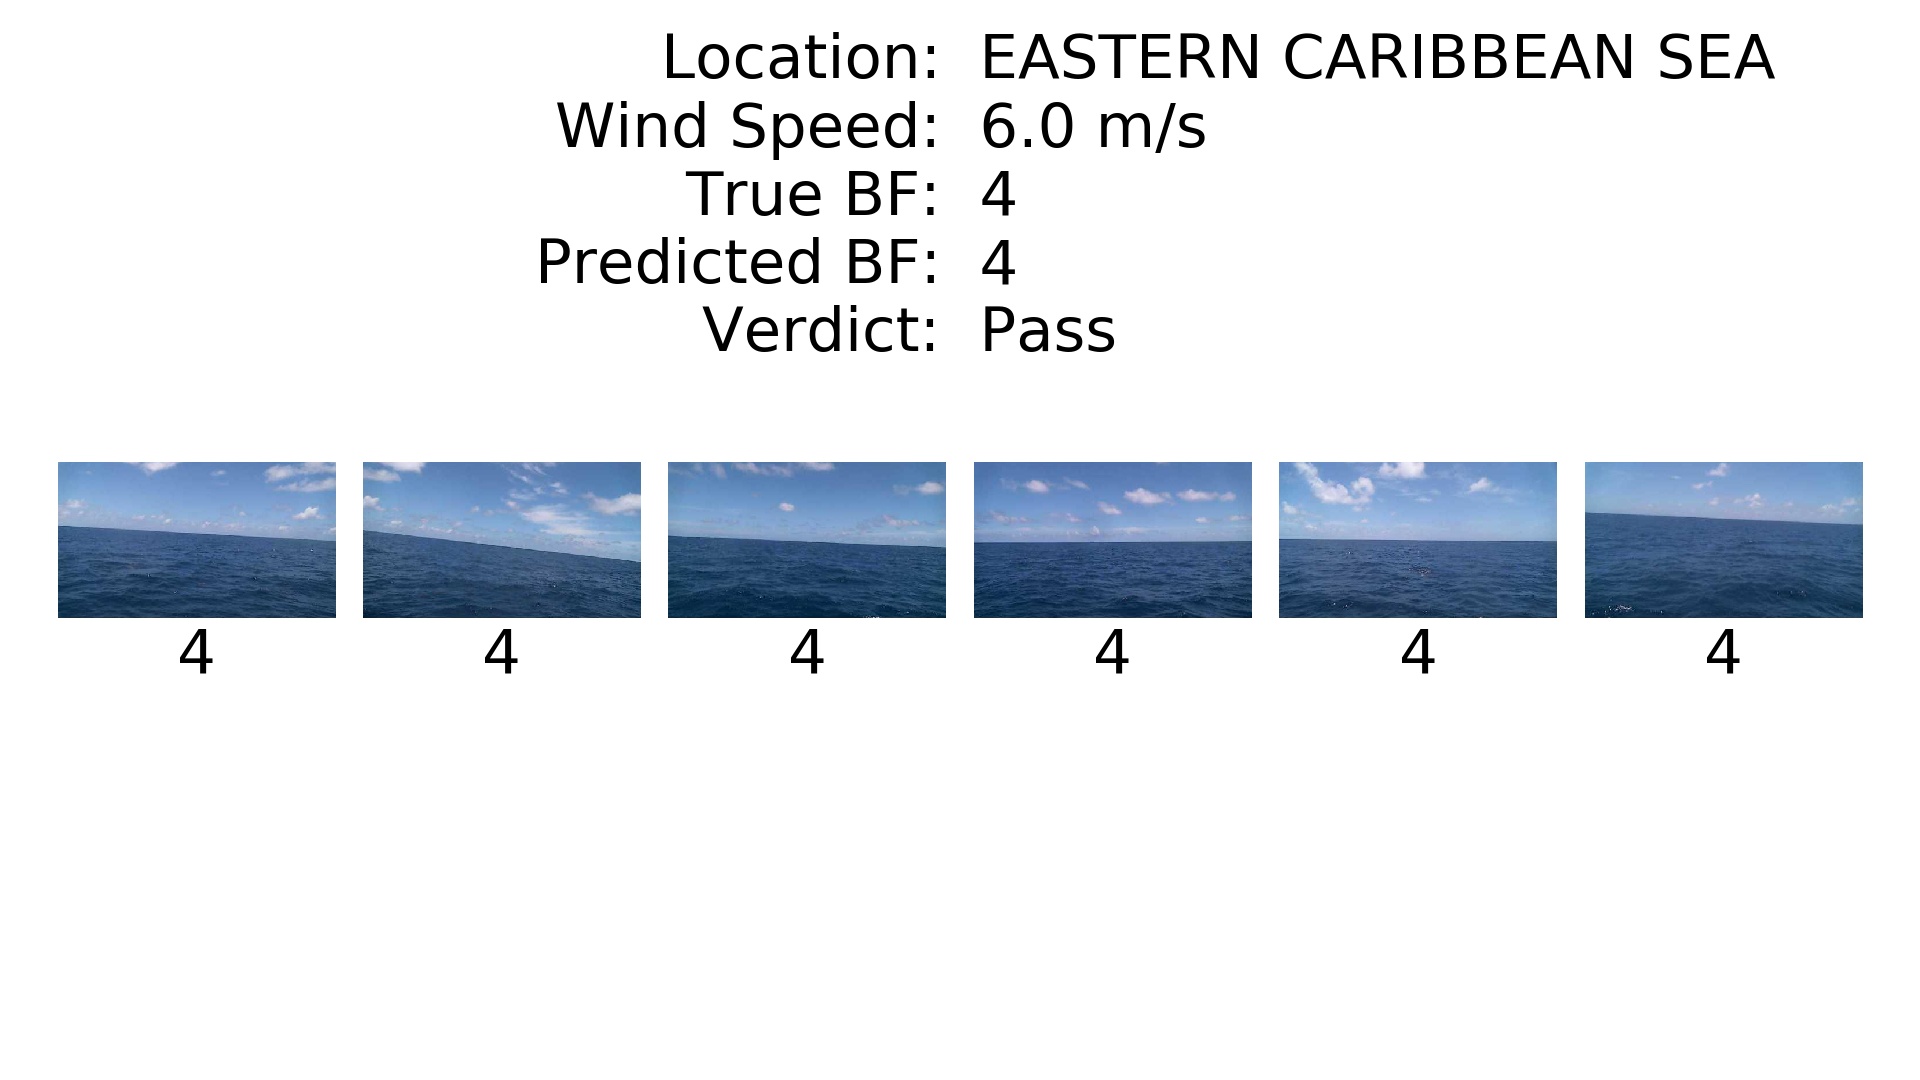 Location: EASTERN CARIBBEAN SEA
Wind Speed: 6.0 m/s
True BF: 4
Predicted BF: 4
Verdict: Pass
4 4 4 4 4 4